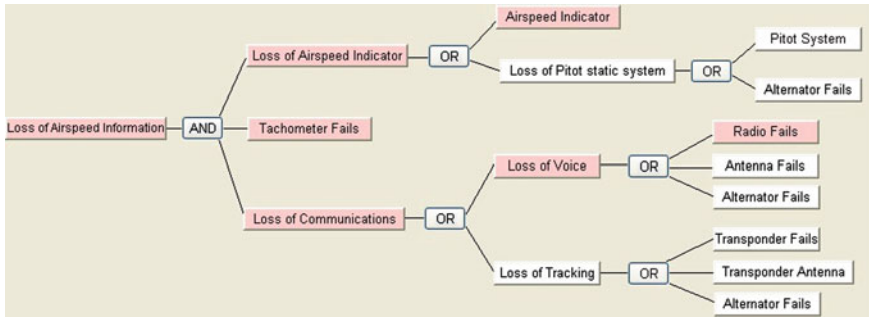 Loss of Airspeed Information
AND
Loss of Airspeed Indicator
OR
Airspeed Indicator
Loss of Pitot static system
OR
Pitot System
Alternator Fails
Tachometer Fails
Loss of Communications
OR
Loss of Voice
OR
Radio Fails
Antenna Fails
Alternator Fails
Loss of Tracking
OR
Transponder Fails
Transponder Antenna
Alternator Fails